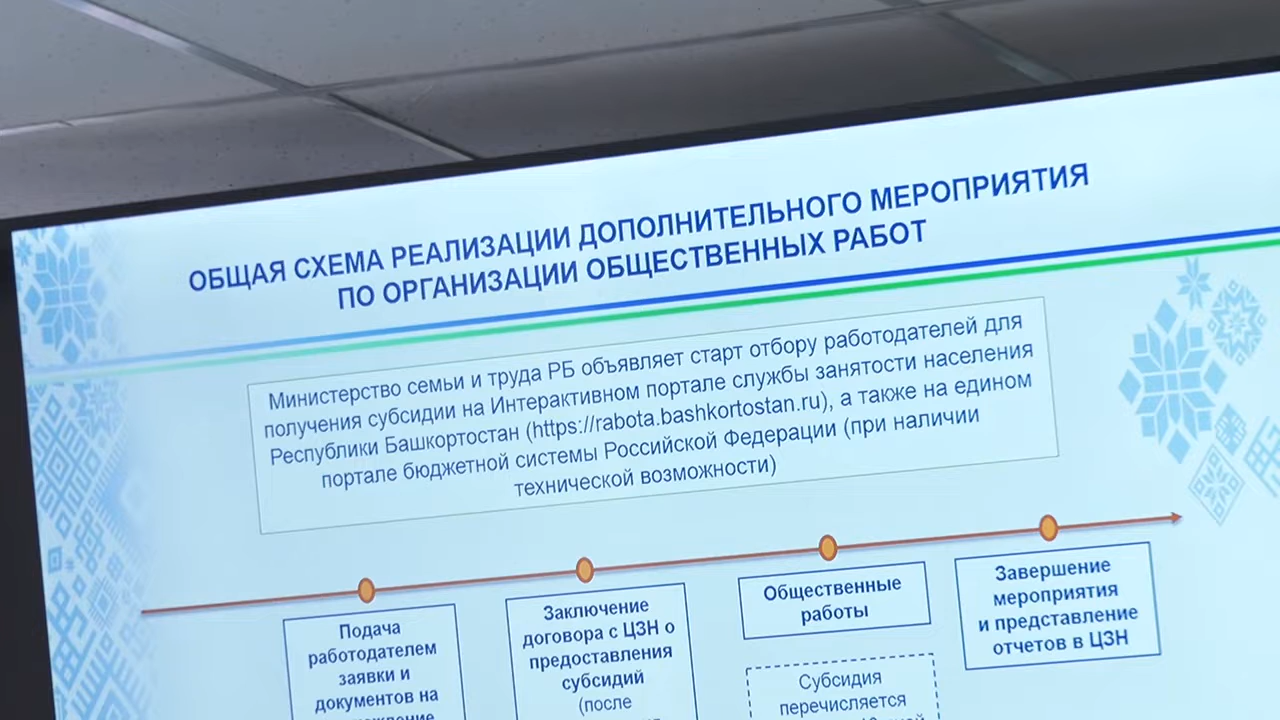 ОБЩАЯ СХЕМА РЕАЛИЗАЦИИ ДОПОЛНИТЕЛЬНОГО МЕРОПРИЯТИЯ
ПО ОРГАНИЗАЦИИ ОБЩЕСТВЕННЫХ РАБОТ
Министерство семьи и труда РБ объявляет старт отбору работодателей для
получения субсидии на Интерактивном портале службы занятости населения
Республики Башкортостан (https://rabota.bashkortostan.ru), а также на едином
портале бюджетной системы Российской Федерации (при наличии
технической возможности)
Подача
работодателем
заявки и
документов на
Заключение
договора с ЦЗН о
предоставления
субсидий
(после
Общественные
работы
Субсидия
перечисляется
Завершение
мероприятия
и представление
отчетов в ЦЗН